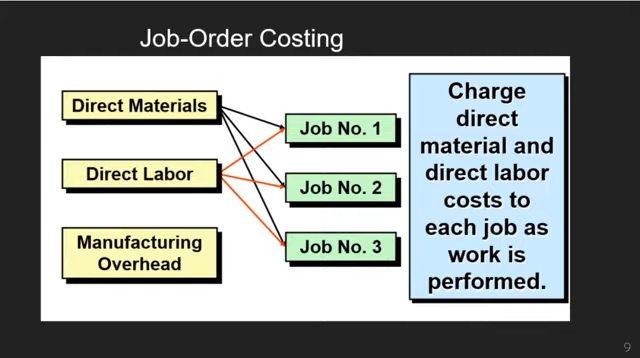 Job-Order Costing
Direct Materials
Direct Labor
Manufacturing
Overhead
Job No. 1
Job No. 2
Job No. 3
Charge
direct
material and
direct labor
costs to
each job as
work is
performed.
9